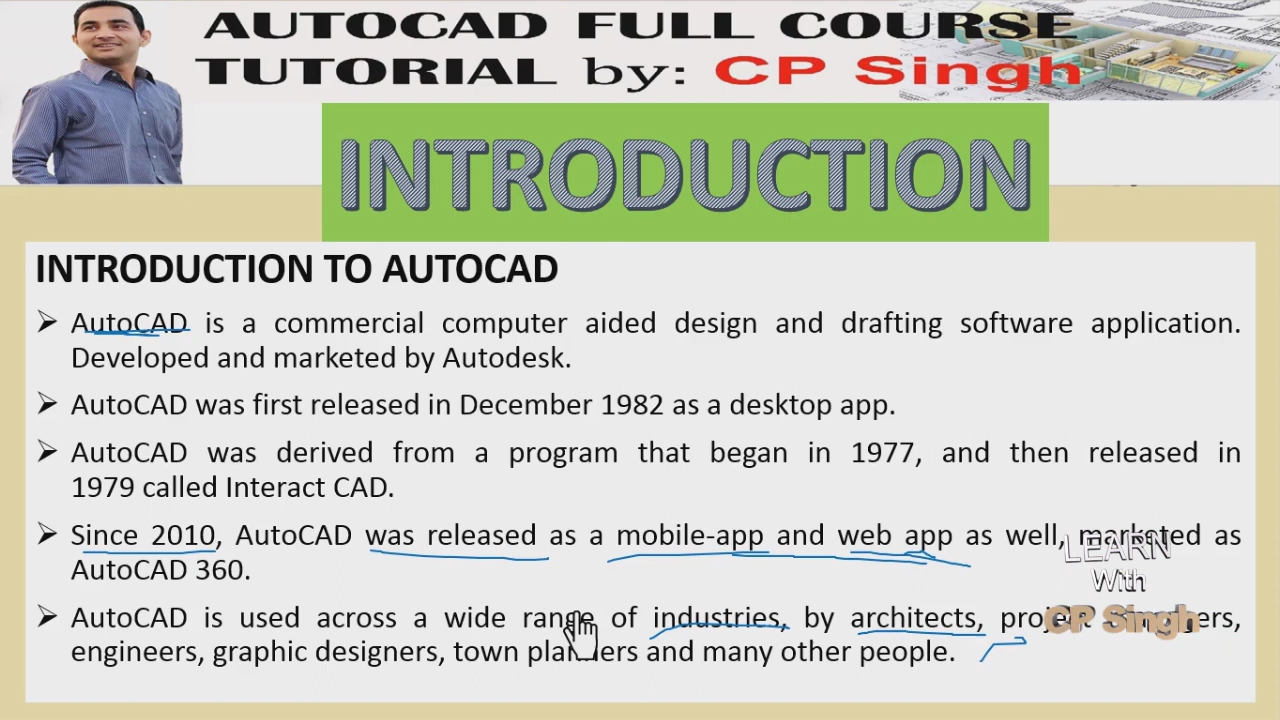 AUTOCAD FULL COURSE
TUTORIAL by: CP Singh
INTRODUCTION
INTRODUCTION TO AUTOCAD
➢ AutoCAD is a commercial computer aided design and drafting software application.
Developed and marketed by Autodesk.
➢ AutoCAD was first released in December 1982 as a desktop app.
➢ AutoCAD was derived from a program that began in 1977, and then released in
1979 called Interact CAD.
➢ Since 2010, AutoCAD was released as a mobile-app and web app as well, marketed as
AutoCAD 360.
➢ AutoCAD is used across a wide range of industries, by architects, project managers,
engineers, graphic designers, town planners and many other people.
LEARN
With
CP Singh